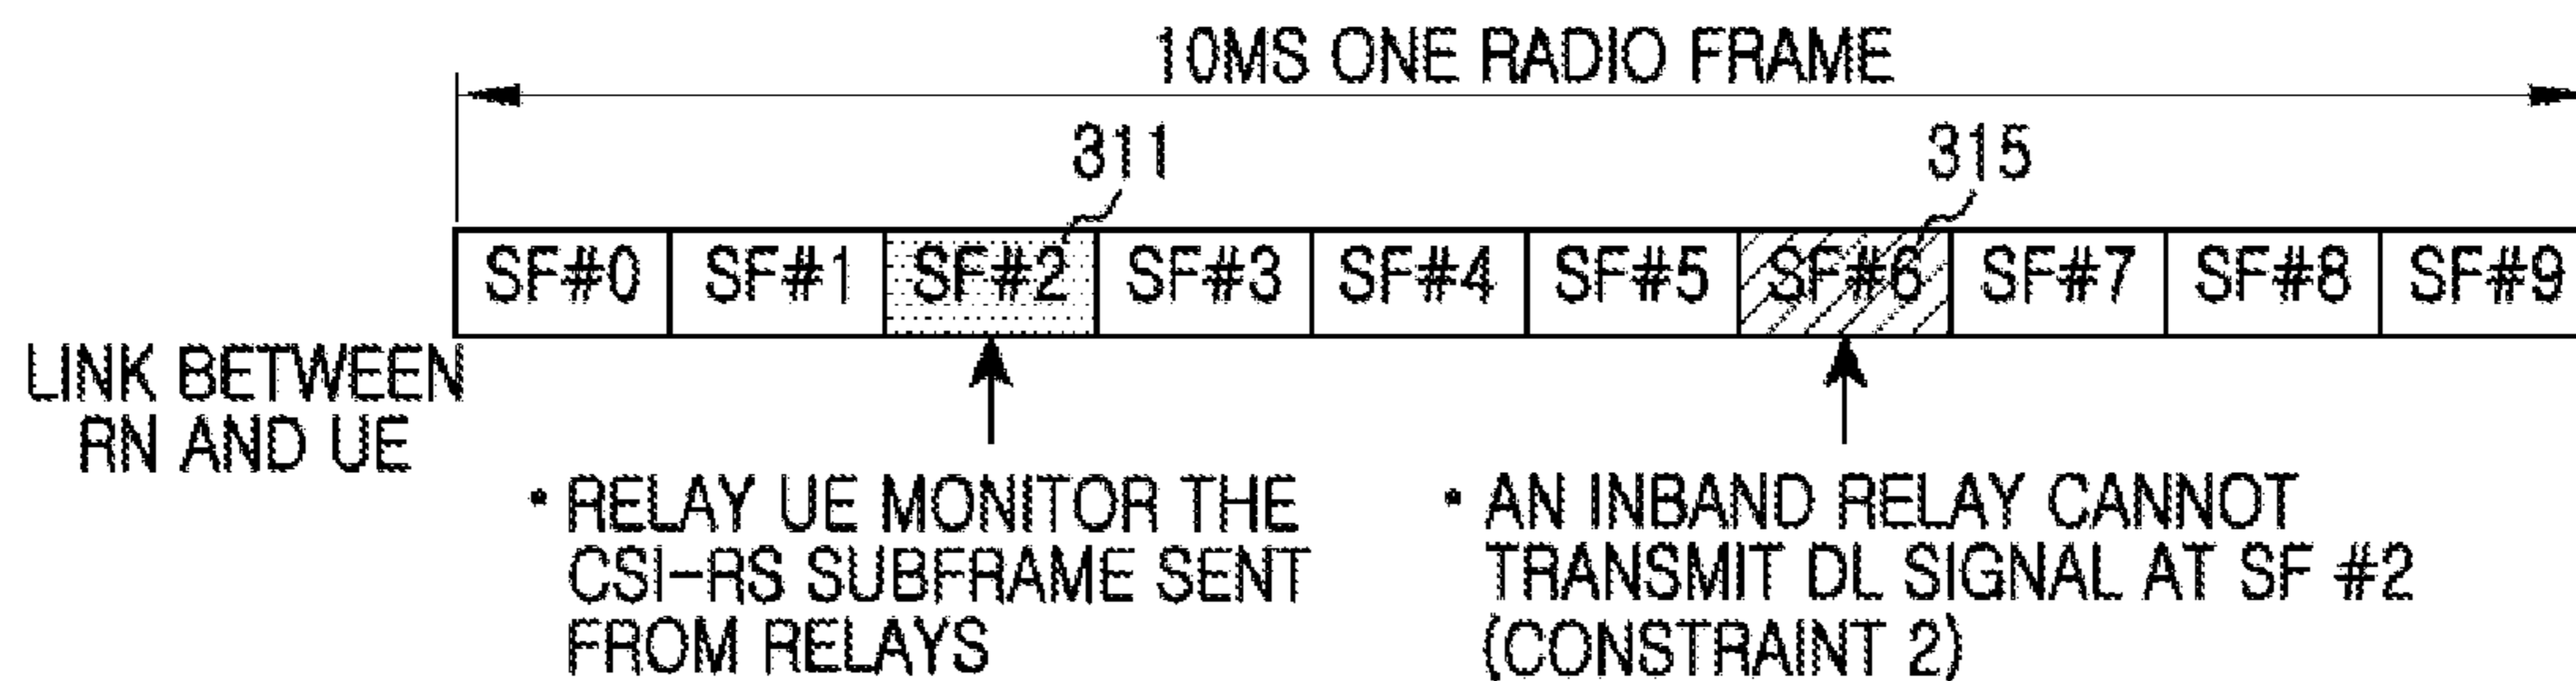 10MS ONE RADIO FRAME
311
315
SF#0 SF#1 SF#2 SF#3 SF#4 SF#5 SF#6 SF#7 SF#8 SF#9
LINK BETWEEN
RN AND UE
• RELAY UE MONITOR THE
CSI-RS SUBFRAME SENT
FROM RELAYS
• AN INBAND RELAY CANNOT
TRANSMIT DL SIGNAL AT SF #2
(CONSTRAINT 2)